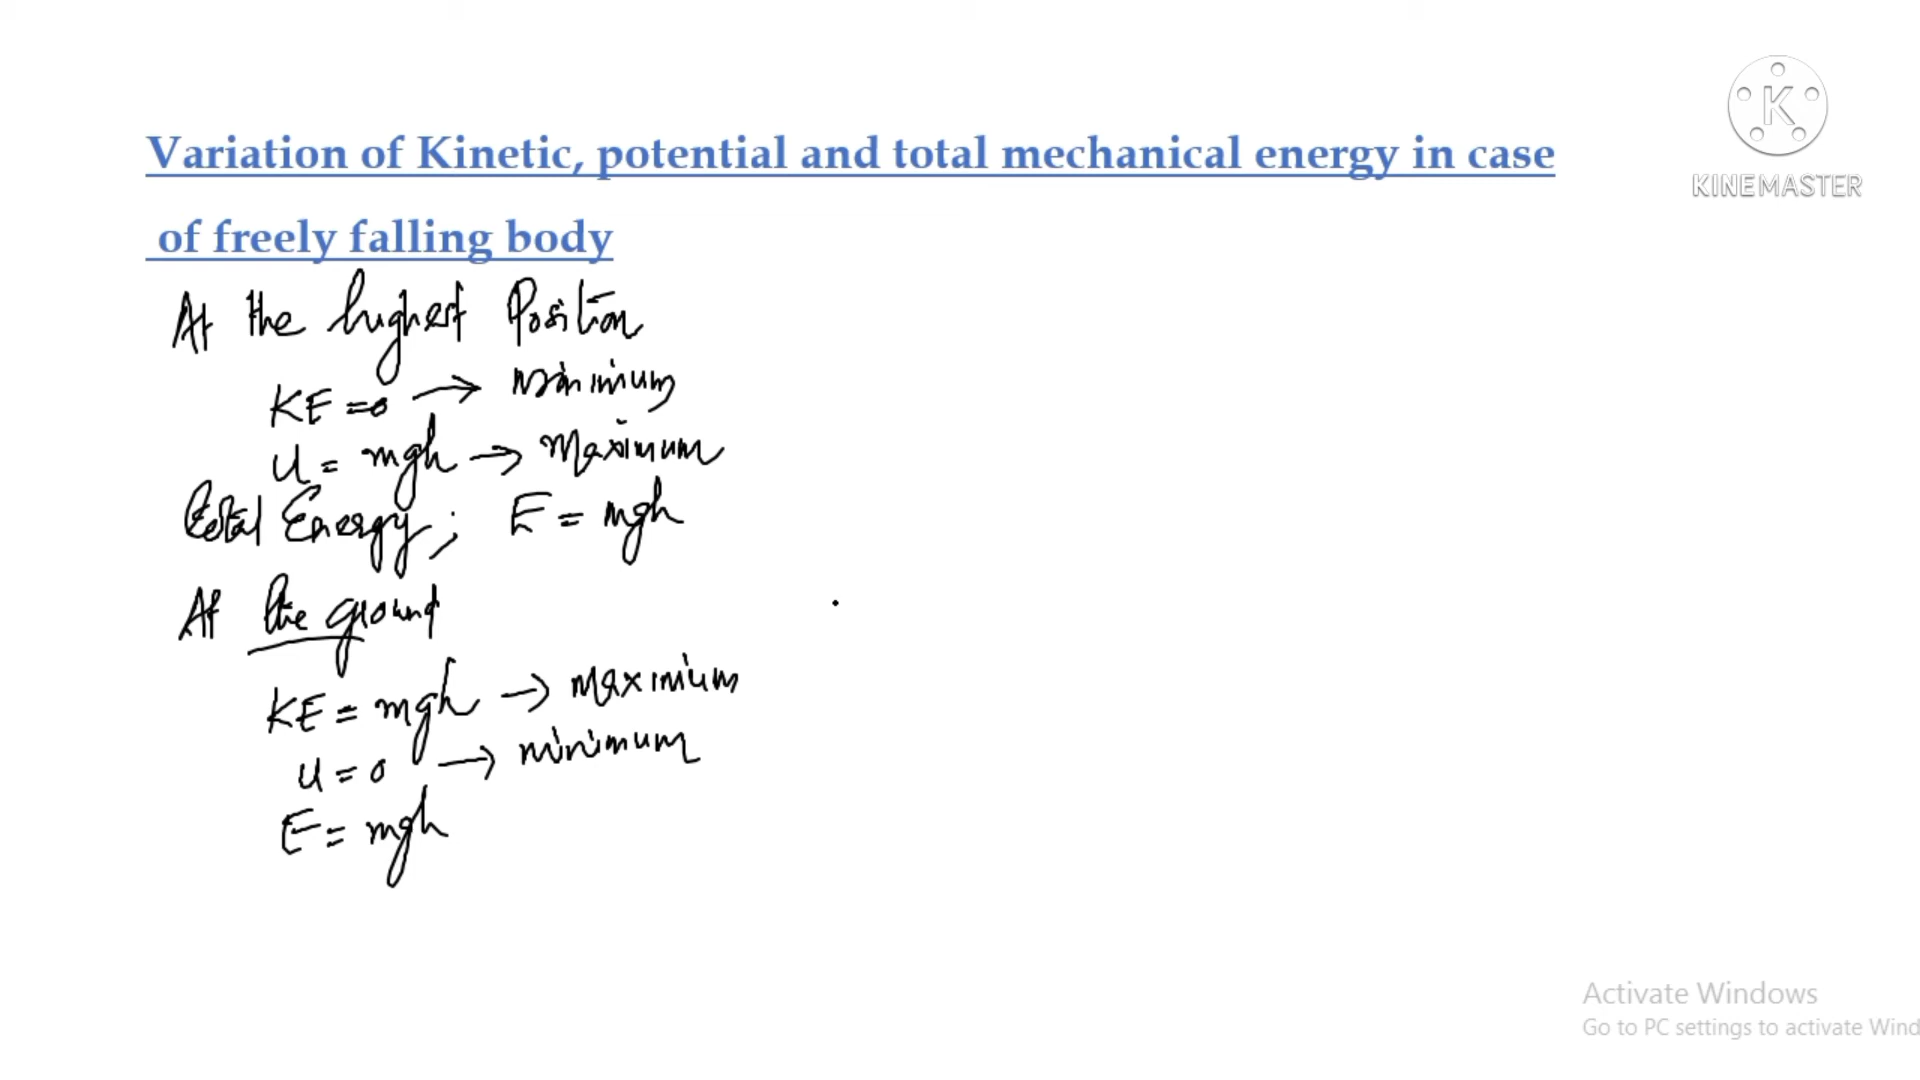 Variation of Kinetic, potential and total mechanical energy in case
of freely falling body
At the highest Position
KE = 0 → Minimum
U = mgh → Maximum
Total Energy; E = mgh
At the ground
KE = mgh → Maximum
U = 0 → minimum
E = mgh
K
KINEMASTER
Activate Windows
Go to PC settings to activate Wind